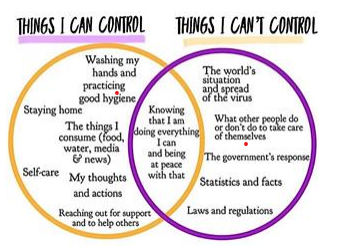 THINGS I CAN CONTROL
THINGS I CAN'T CONTROL
Washing my
hands and
practicing
good hygiene
Staying home
The things I
consume (food,
water, media
& news)
Self-care
My thoughts
and actions
Reaching out for support
and to help others
Knowing
that I am
doing everything
I can
and being
at peace
with that
The world's
situation
and spread
of the virus
What other people do
or don't do to take care
of themselves
The government's response
Statistics and facts
Laws and regulations